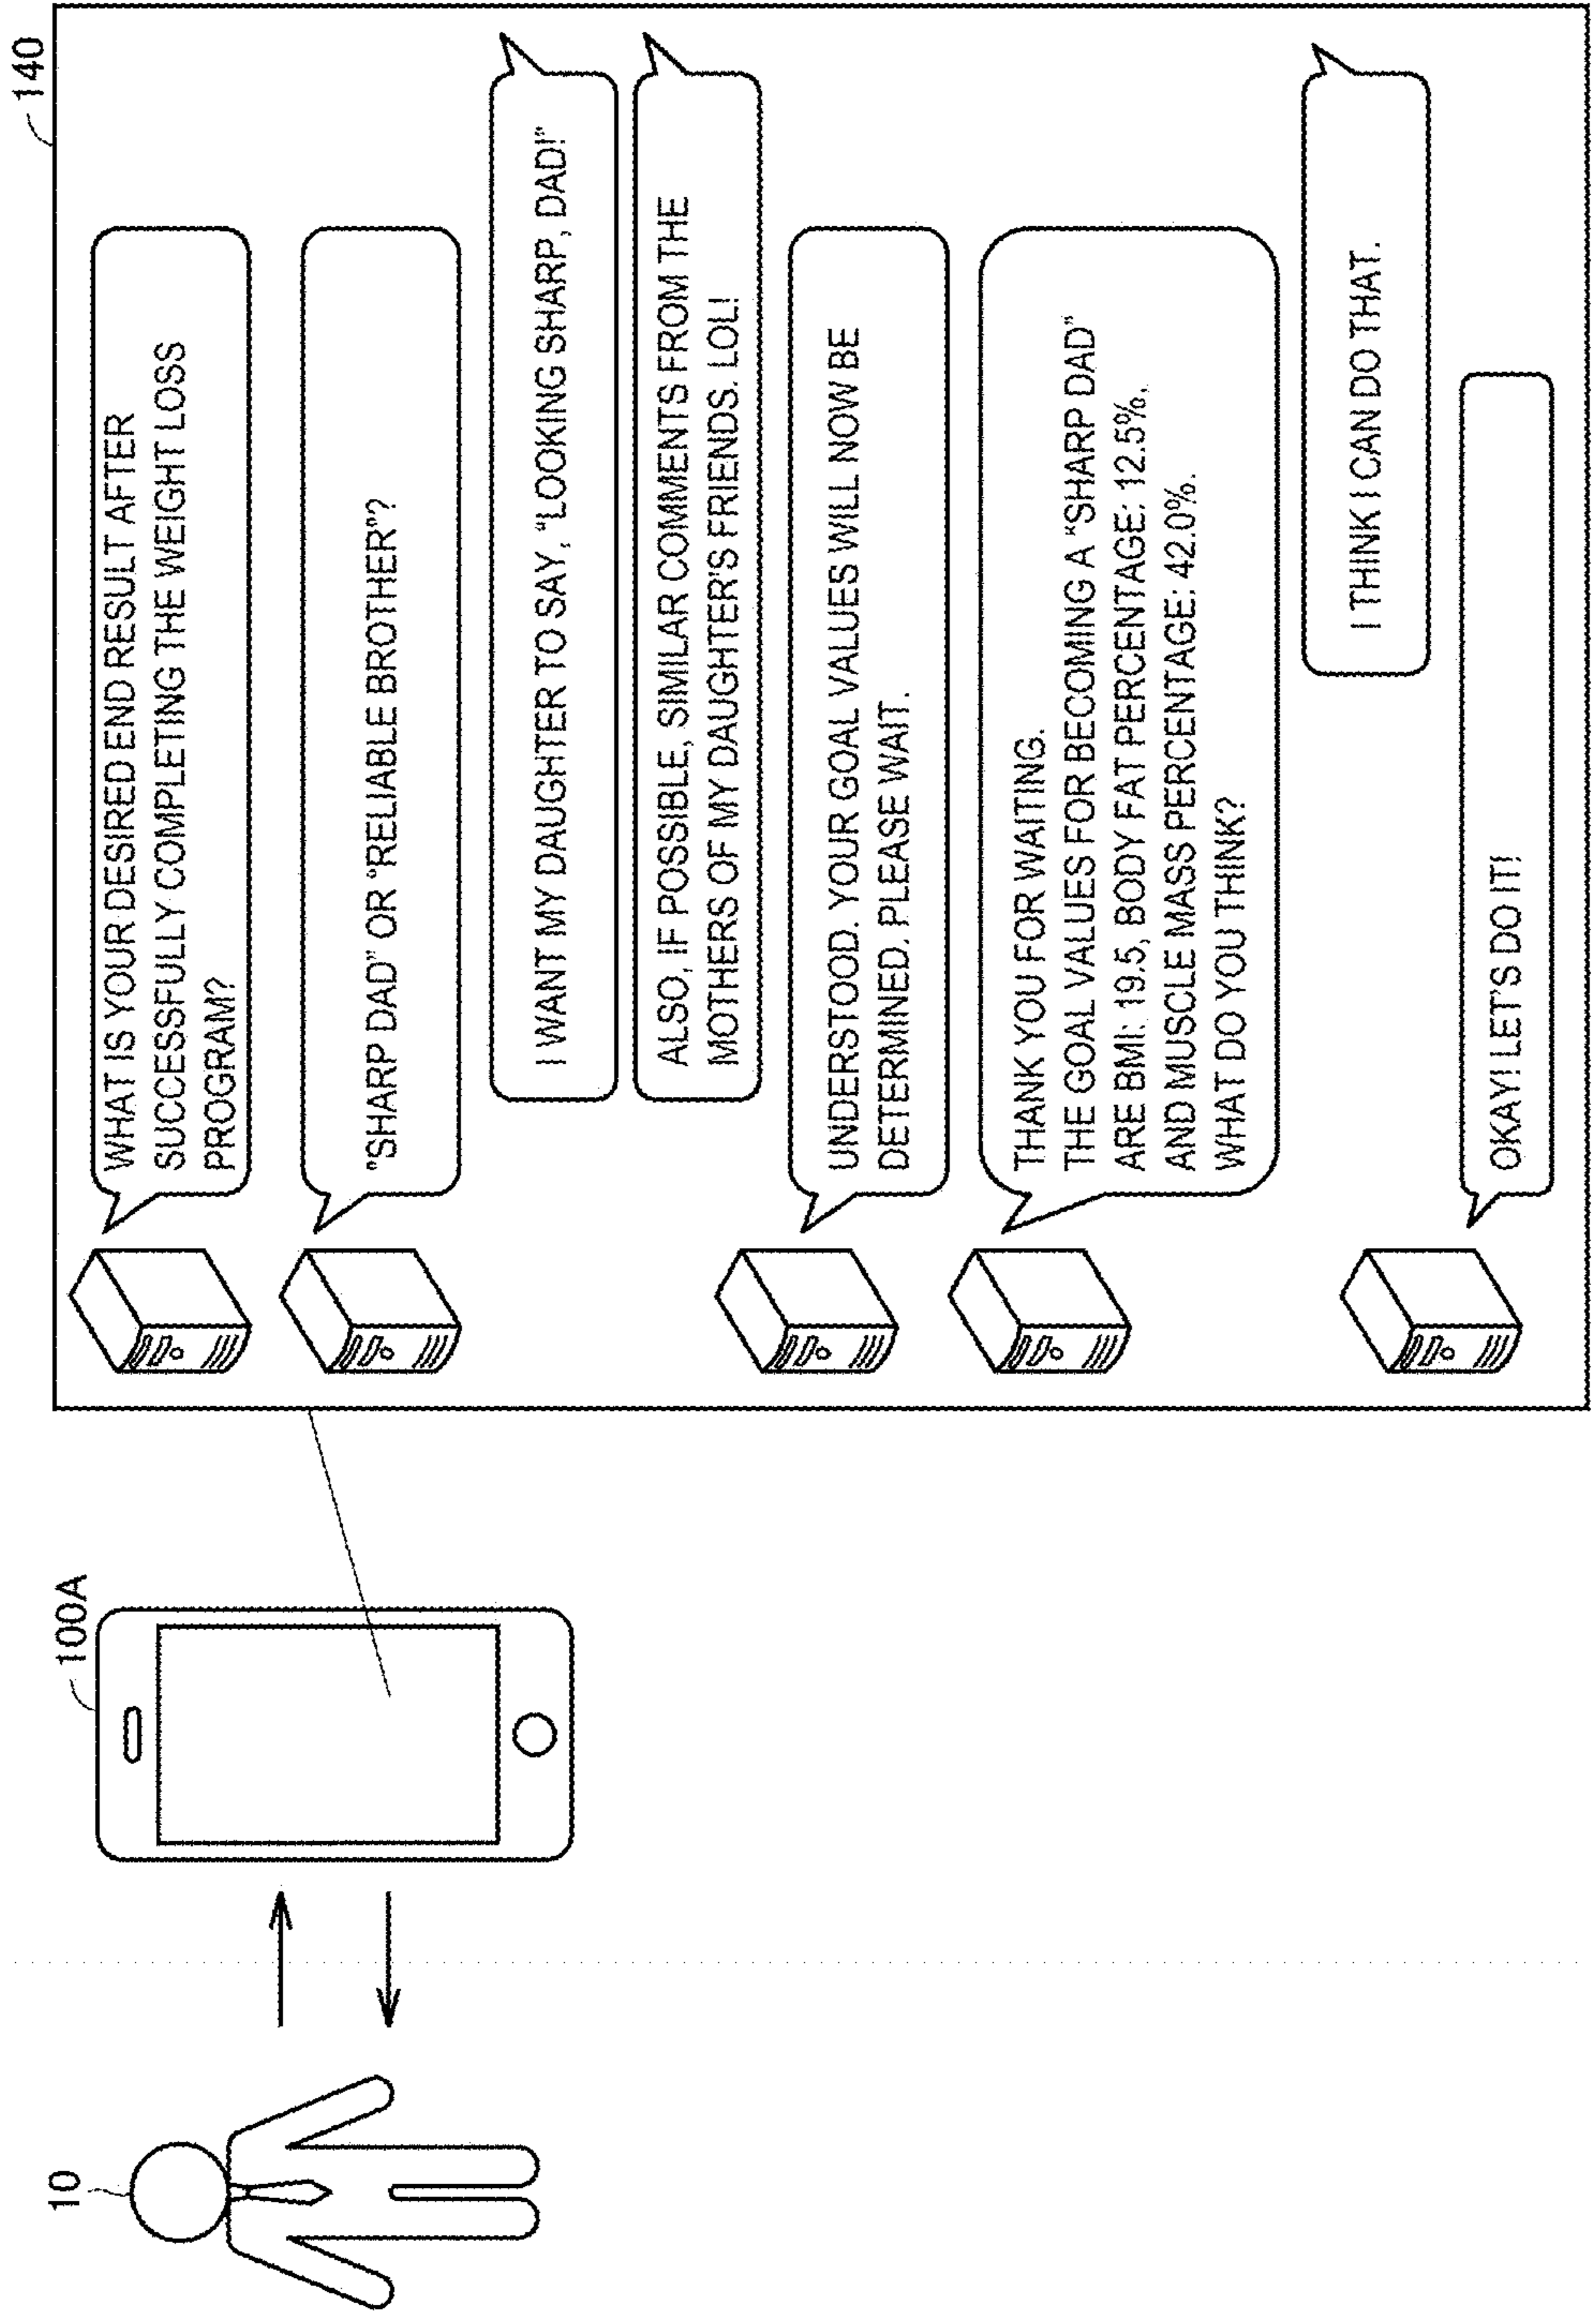 10
100A
140
WHAT IS YOUR DESIRED END RESULT AFTER
SUCCESSFULLY COMPLETING THE WEIGHT LOSS
PROGRAM?
"SHARP DAD" OR "RELIABLE BROTHER"?
I WANT MY DAUGHTER TO SAY, "LOOKING SHARP, DAD!"
ALSO, IF POSSIBLE, SIMILAR COMMENTS FROM THE
MOTHERS OF MY DAUGHTER'S FRIENDS. LOL!
UNDERSTOOD. YOUR GOAL VALUES WILL NOW BE
DETERMINED. PLEASE WAIT.
THANK YOU FOR WAITING.
THE GOAL VALUES FOR BECOMING A "SHARP DAD"
ARE BMI: 19.5, BODY FAT PERCENTAGE: 12.5%,
AND MUSCLE MASS PERCENTAGE: 42.0%.
WHAT DO YOU THINK?
I THINK I CAN DO THAT.
OKAY! LET'S DO IT!